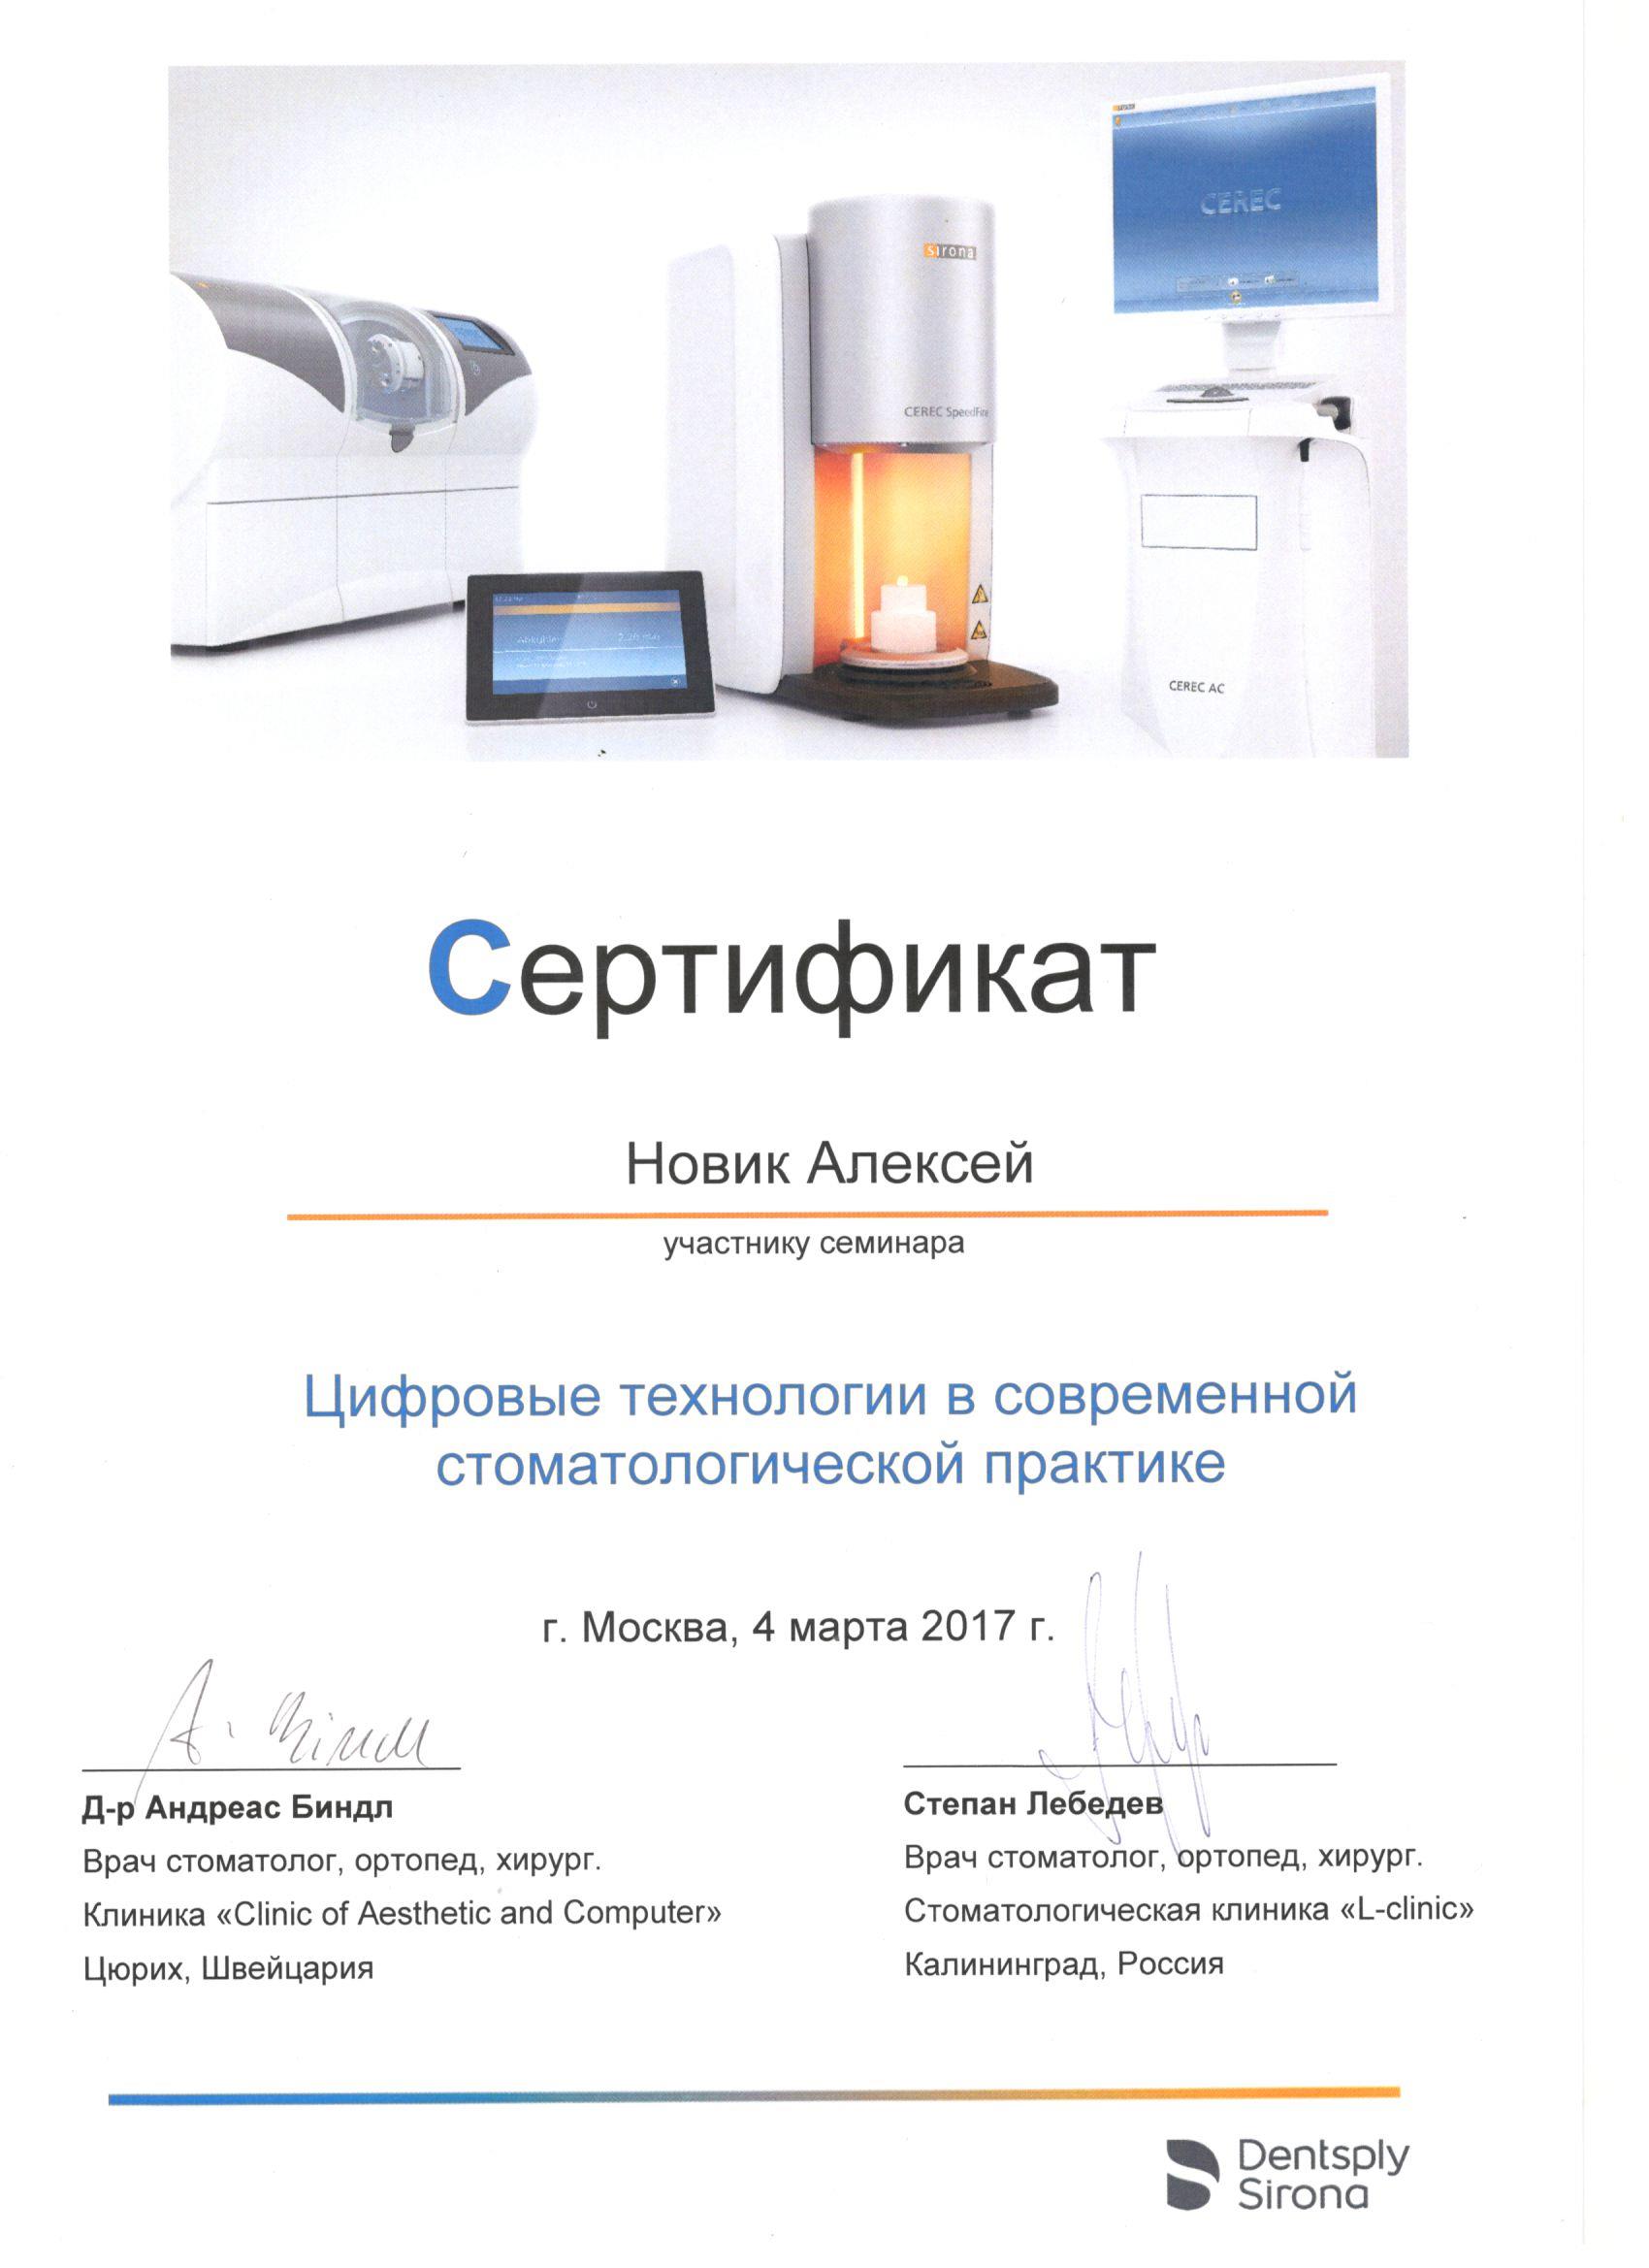 CEREC
sirona
CEREC SpeedFire
CEREC AC
Сертификат
Новик Алексей
участнику семинара
Цифровые технологии в современной
стоматологической практике
г. Москва, 4 марта 2017 г.
A. Bindl
Д-р Андреас Биндл
Врач стоматолог, ортопед, хирург.
Клиника «Clinic of Aesthetic and Computer»
Цюрих, Швейцария
Степан Лебедев
Врач стоматолог, ортопед, хирург.
Стоматологическая клиника «L-clinic»
Калининград, Россия
Dentsply
Sirona